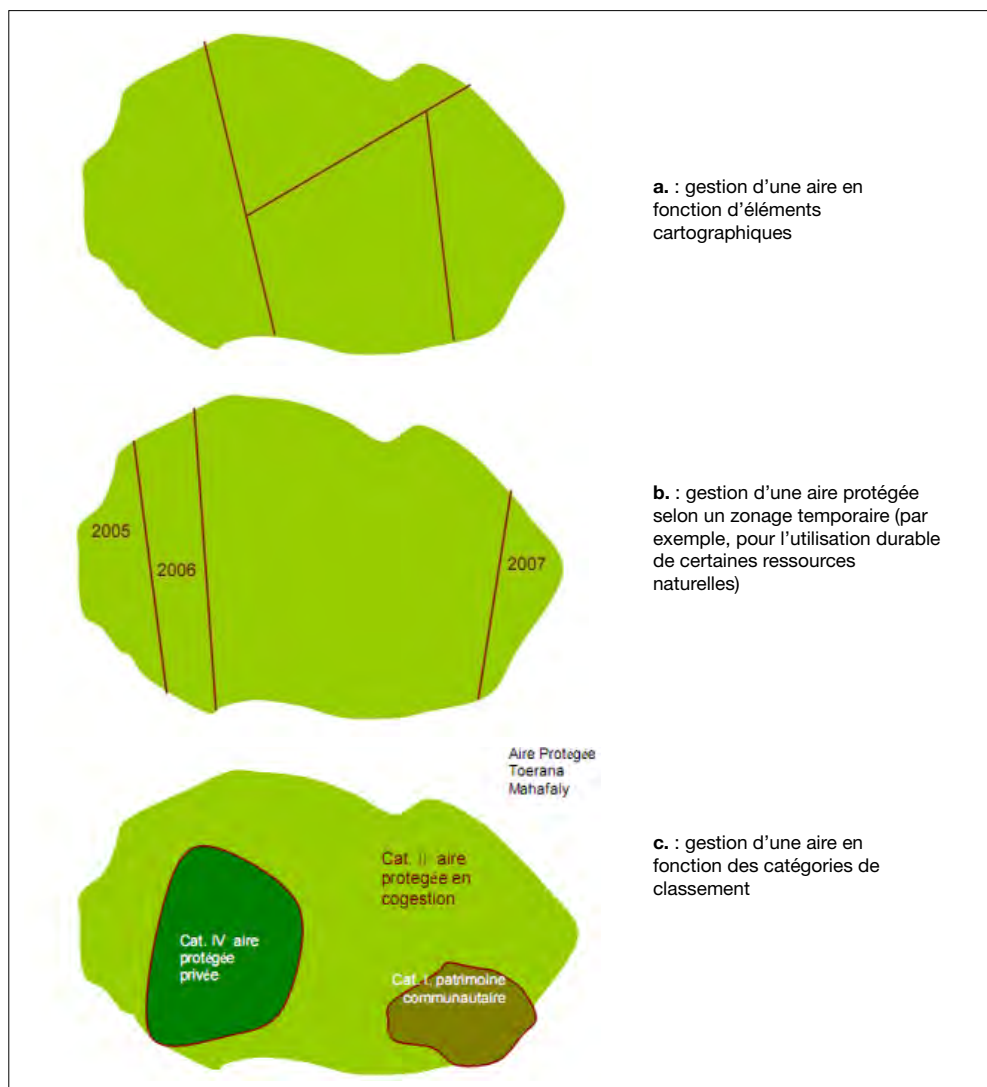 a. : gestion d'une aire en
fonction d'éléments
cartographiques
2005
2006
2007
b. : gestion d'une aire protégée
selon un zonage temporaire (par
exemple, pour l'utilisation durable
de certaines ressources
naturelles)
Aire Protégée
Toerana
Mahafaly
Cat. II aire
protegée en
cogestion
Cat. IV aire
protégée
privée
Cat. I, patrimoine
communautaire
c. : gestion d'une aire en
fonction des catégories de
classement